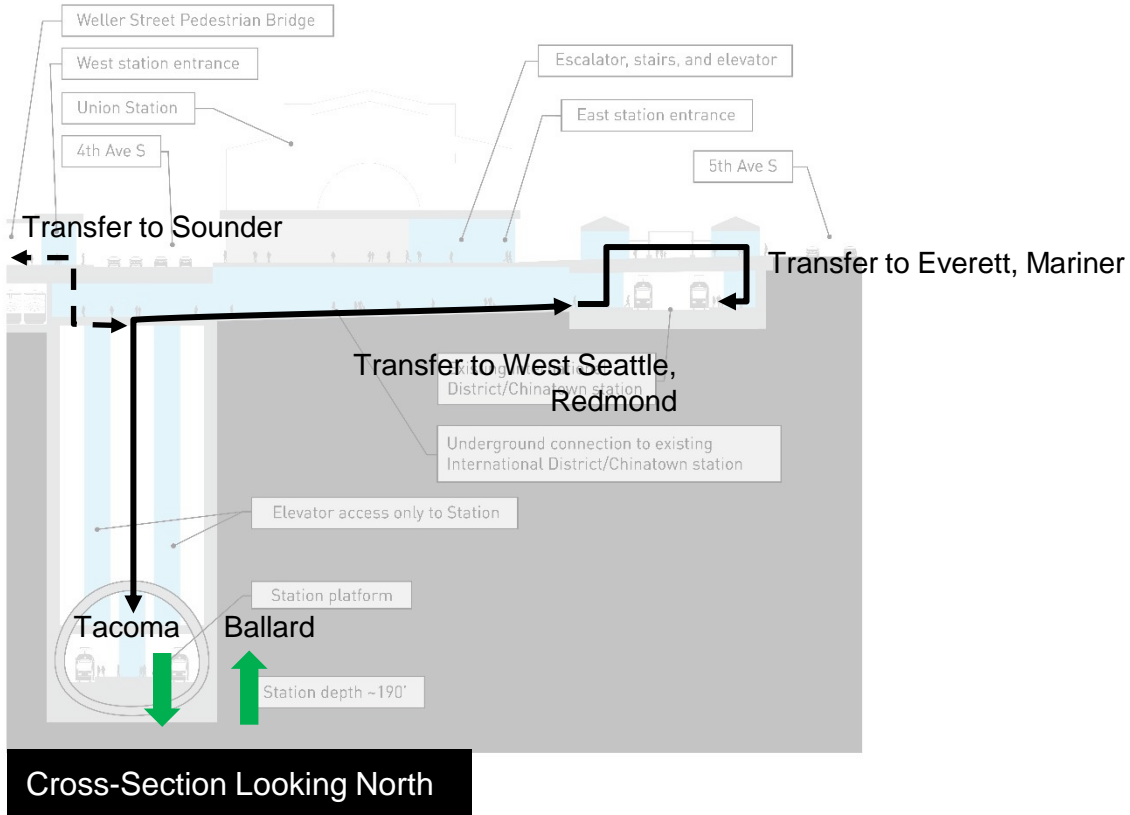 Weller Street Pedestrian Bridge
West station entrance
Union Station
4th Ave S
Escalator, stairs, and elevator
East station entrance
5th Ave S
Transfer to Sounder
Transfer to Everett, Mariner
Transfer to West Seattle,
Redmond
Existing International
District/Chinatown station
Underground connection to existing
International District/Chinatown station
Elevator access only to Station
Station platform
Tacoma
Ballard
Station depth ~190'
Cross-Section Looking North